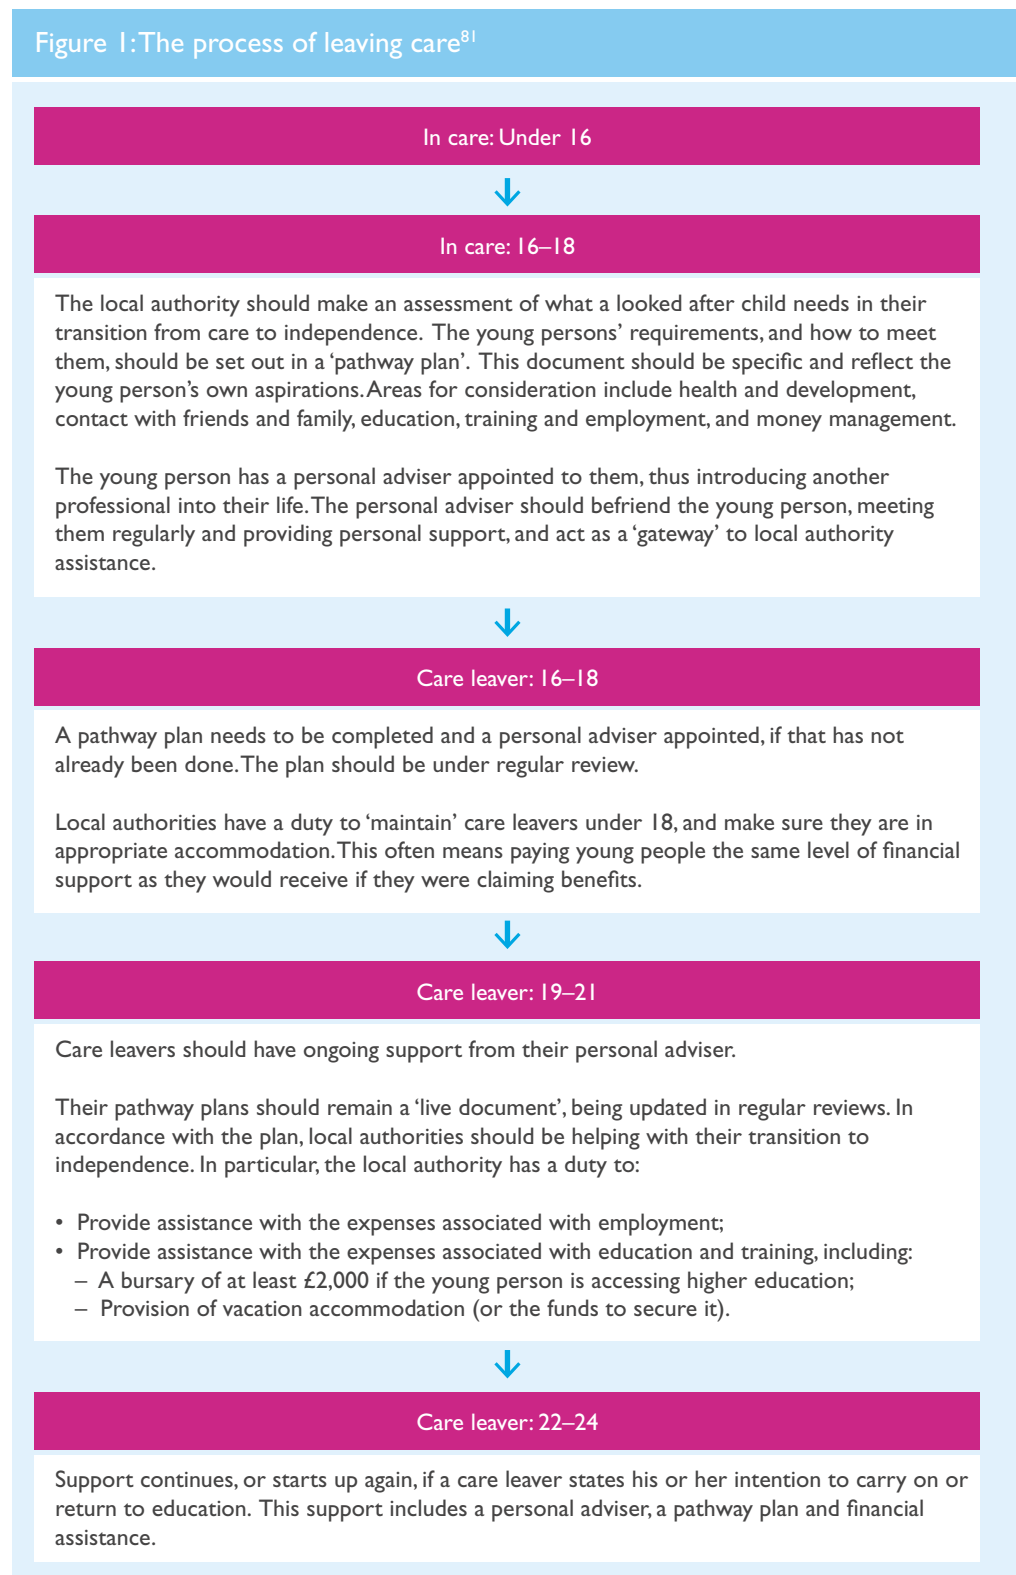 Figure 1: The process of leaving care81
In care: Under 16
In care: 16–18
The local authority should make an assessment of what a looked after child needs in their
transition from care to independence. The young persons’ requirements, and how to meet
them, should be set out in a ‘pathway plan’. This document should be specific and reflect the
young person’s own aspirations. Areas for consideration include health and development,
contact with friends and family, education, training and employment, and money management.
The young person has a personal adviser appointed to them, thus introducing another
professional into their life. The personal adviser should befriend the young person, meeting
them regularly and providing personal support, and act as a ‘gateway’ to local authority
assistance.
Care leaver: 16–18
A pathway plan needs to be completed and a personal adviser appointed, if that has not
already been done. The plan should be under regular review.
Local authorities have a duty to ‘maintain’ care leavers under 18, and make sure they are in
appropriate accommodation. This often means paying young people the same level of financial
support as they would receive if they were claiming benefits.
Care leaver: 19–21
Care leavers should have ongoing support from their personal adviser.
Their pathway plans should remain a ‘live document’, being updated in regular reviews. In
accordance with the plan, local authorities should be helping with their transition to
independence. In particular, the local authority has a duty to:
• Provide assistance with the expenses associated with employment;
• Provide assistance with the expenses associated with education and training, including:
– A bursary of at least £2,000 if the young person is accessing higher education;
– Provision of vacation accommodation (or the funds to secure it).
Care leaver: 22–24
Support continues, or starts up again, if a care leaver states his or her intention to carry on or
return to education. This support includes a personal adviser, a pathway plan and financial
assistance.